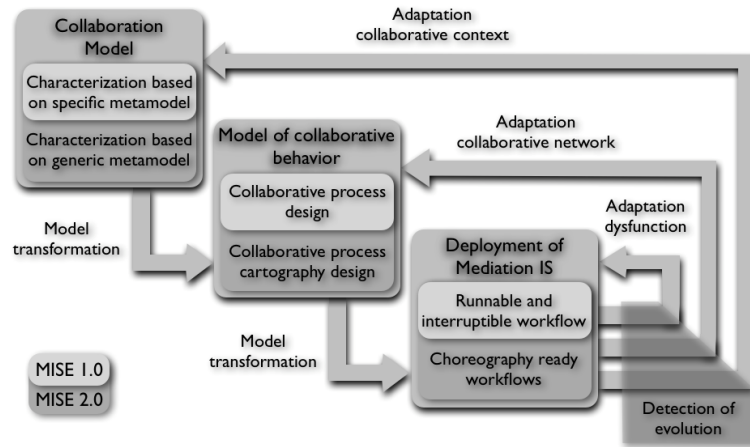 Adaptation
collaborative context
Collaboration
Model
Characterization based
on specific metamodel
Characterization based
on generic metamodel
Model of collaborative
behavior
Collaborative process
design
Collaborative process
cartography design
Adaptation
collaborative network
Model
transformation
Adaptation
dysfunction
Deployment of
Mediation IS
Runnable and
interruptible workflow
Choreography ready
workflows
Model
transformation
MISE 1.0
MISE 2.0
Detection of
evolution